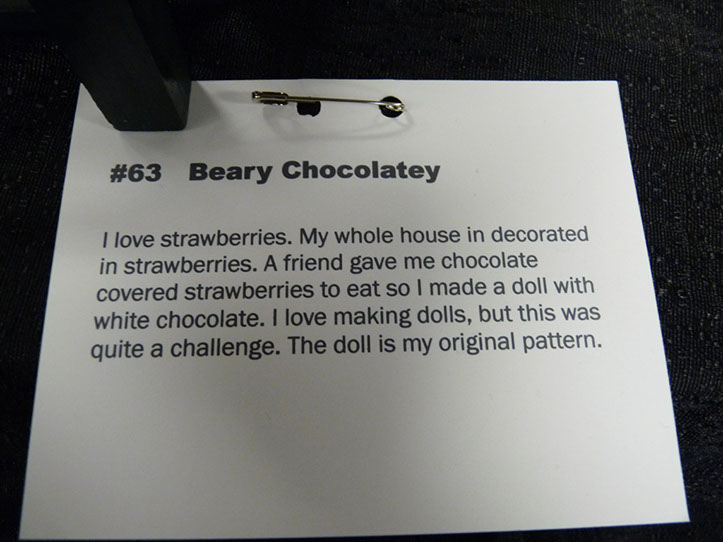 #63 Beary Chocolatey
I love strawberries. My whole house in decorated
in strawberries. A friend gave me chocolate
covered strawberries to eat so I made a doll with
white chocolate. I love making dolls, but this was
quite a challenge. The doll is my original pattern.